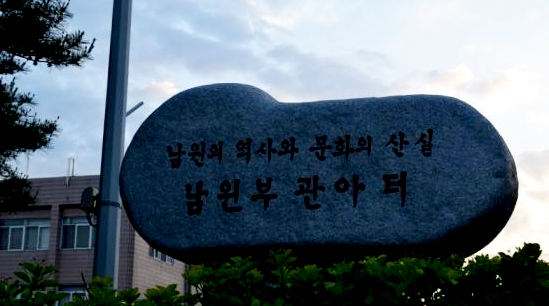 남원의 역사와 문화의 산실
남원부 관아 터